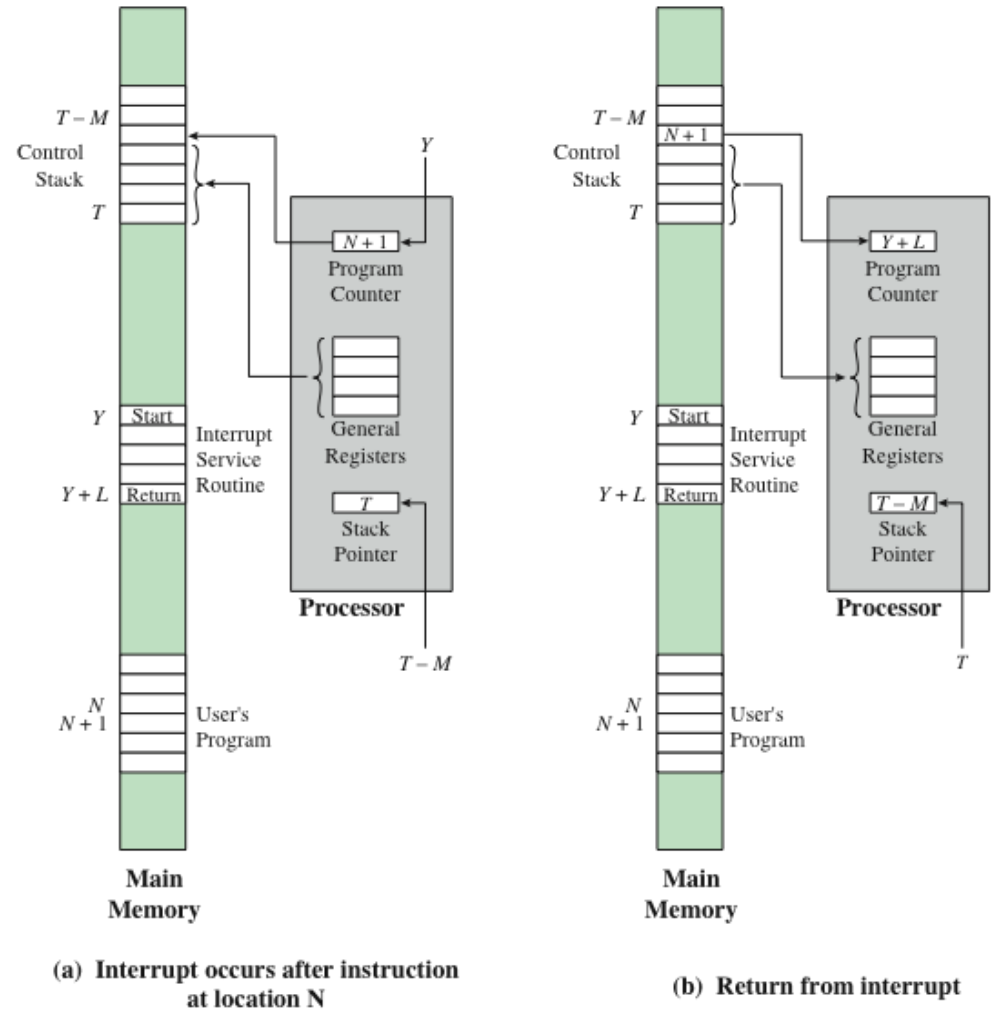 T – M
Control
Stack
T
Y
N + 1
Program
Counter
General
Registers
Y
Start
Interrupt
Service
Routine
Y + L
Return
T
Stack
Pointer
Processor
T – M
N
N + 1
User's
Program
Main
Memory
(a) Interrupt occurs after instruction
at location N
T – M
N + 1
Control
Stack
T
Y + L
Program
Counter
General
Registers
Y
Start
Interrupt
Service
Routine
Y + L
Return
T – M
Stack
Pointer
Processor
T
N
N + 1
User's
Program
Main
Memory
(b) Return from interrupt